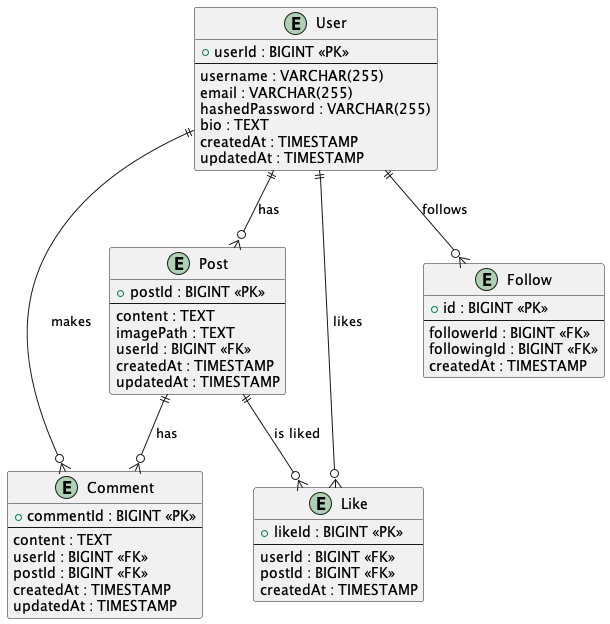 E User
userId : BIGINT «PK»
username : VARCHAR(255)
email : VARCHAR(255)
hashedPassword : VARCHAR(255)
bio : TEXT
createdAt : TIMESTAMP
updatedAt : TIMESTAMP
has
follows
E Post
postId : BIGINT «PK»
content : TEXT
imagePath : TEXT
userId : BIGINT «FK»
createdAt : TIMESTAMP
updatedAt : TIMESTAMP
E Follow
id : BIGINT «PK»
followerId : BIGINT «FK»
followingId : BIGINT «FK»
createdAt : TIMESTAMP
makes
likes
has
is liked
E Comment
commentId : BIGINT «PK»
content : TEXT
userId : BIGINT «FK»
postId : BIGINT «FK»
createdAt : TIMESTAMP
updatedAt : TIMESTAMP
E Like
likeId : BIGINT «PK»
userId : BIGINT «FK»
postId : BIGINT «FK»
createdAt : TIMESTAMP